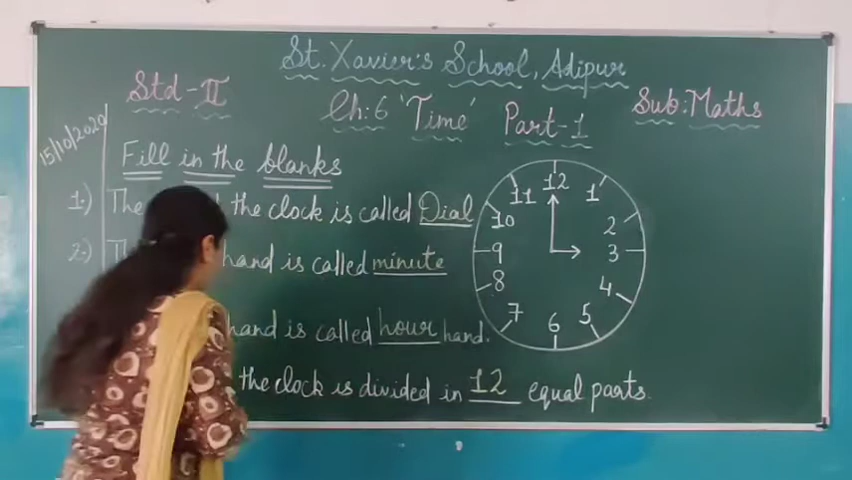 St. Xavier's School, Adipur
Std-II
Ch:6 'Time' Part-1
Sub:Maths
15/10/2020
Fill in the blanks
1.) The the clock is called Dial
2.) hand is called minute
hand is called hour hand.
the clock is divided in 12 equal parts.
12
1
2
3
4
5
6
7
8
9
10
11